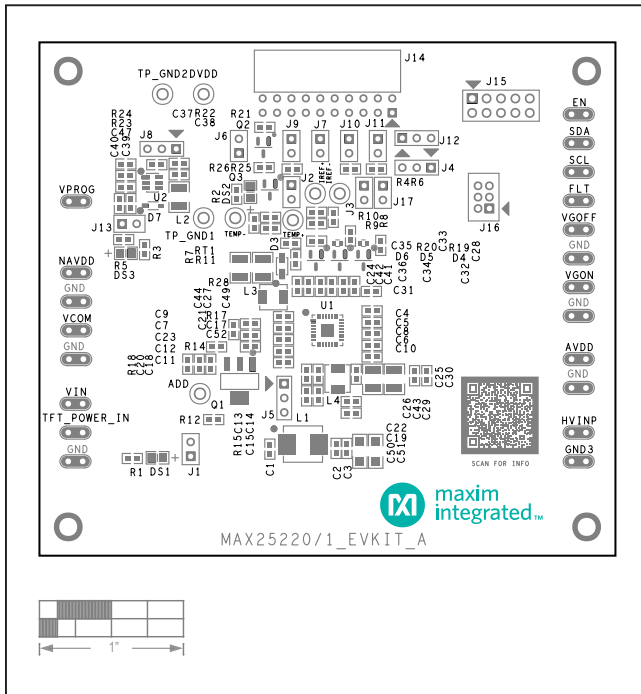 J14
TP_GND2
DVDD
J15
R24
R23
C47
C39
C40
J8
C37
R22
C38
R21
Q2
J6
J9
J7
J10
J11
J12
EN
SDA
SCL
FLT
VGOFF
GND
VGON
GND
AVDD
GND
HVINP
GND3
R26
R25
Q3
DS2
R2
J2
IREF+
IREF-
J4
R4
R6
J17
J16
VPROG
U2
D7
L2
J13
TP_GND1
TEMP-
TEMP+
J3
R10
R9
R8
R5
DS3
R3
R7
RT1
R11
D3
C35
D6
C36
R20
D5
C34
C33
R19
D4
C32
C28
C24
C42
C41
NAVDD
GND
VCOM
GND
R28
L3
C31
C44
C27
C49
C21
C5
R17
C17
C52
U1
C4
C5
C8
C6
C10
C9
C7
C23
C12
C11
R14
R18
C20
C18
ADD
Q1
J5
L4
C25
C30
C26
C43
C29
VIN
TFT_POWER_IN
GND
R12
R15
C13
C15
C14
L1
C22
C19
C51
C50
C1
C2
C3
R1
DS1
J1
SCAN FOR INFO
maxim
integrated™
MAX25220/1_EVKIT_A
1"